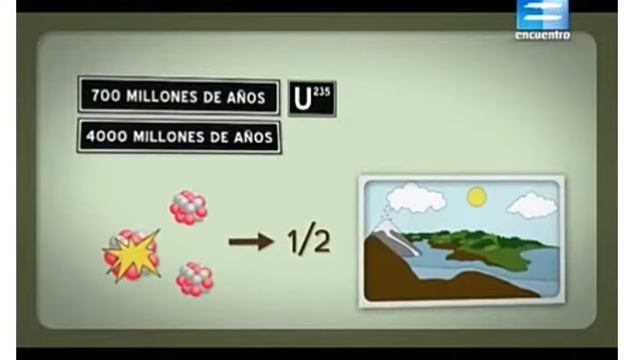 encuentro
700 MILLONES DE AÑOS U²³⁵
4000 MILLONES DE AÑOS
1/2